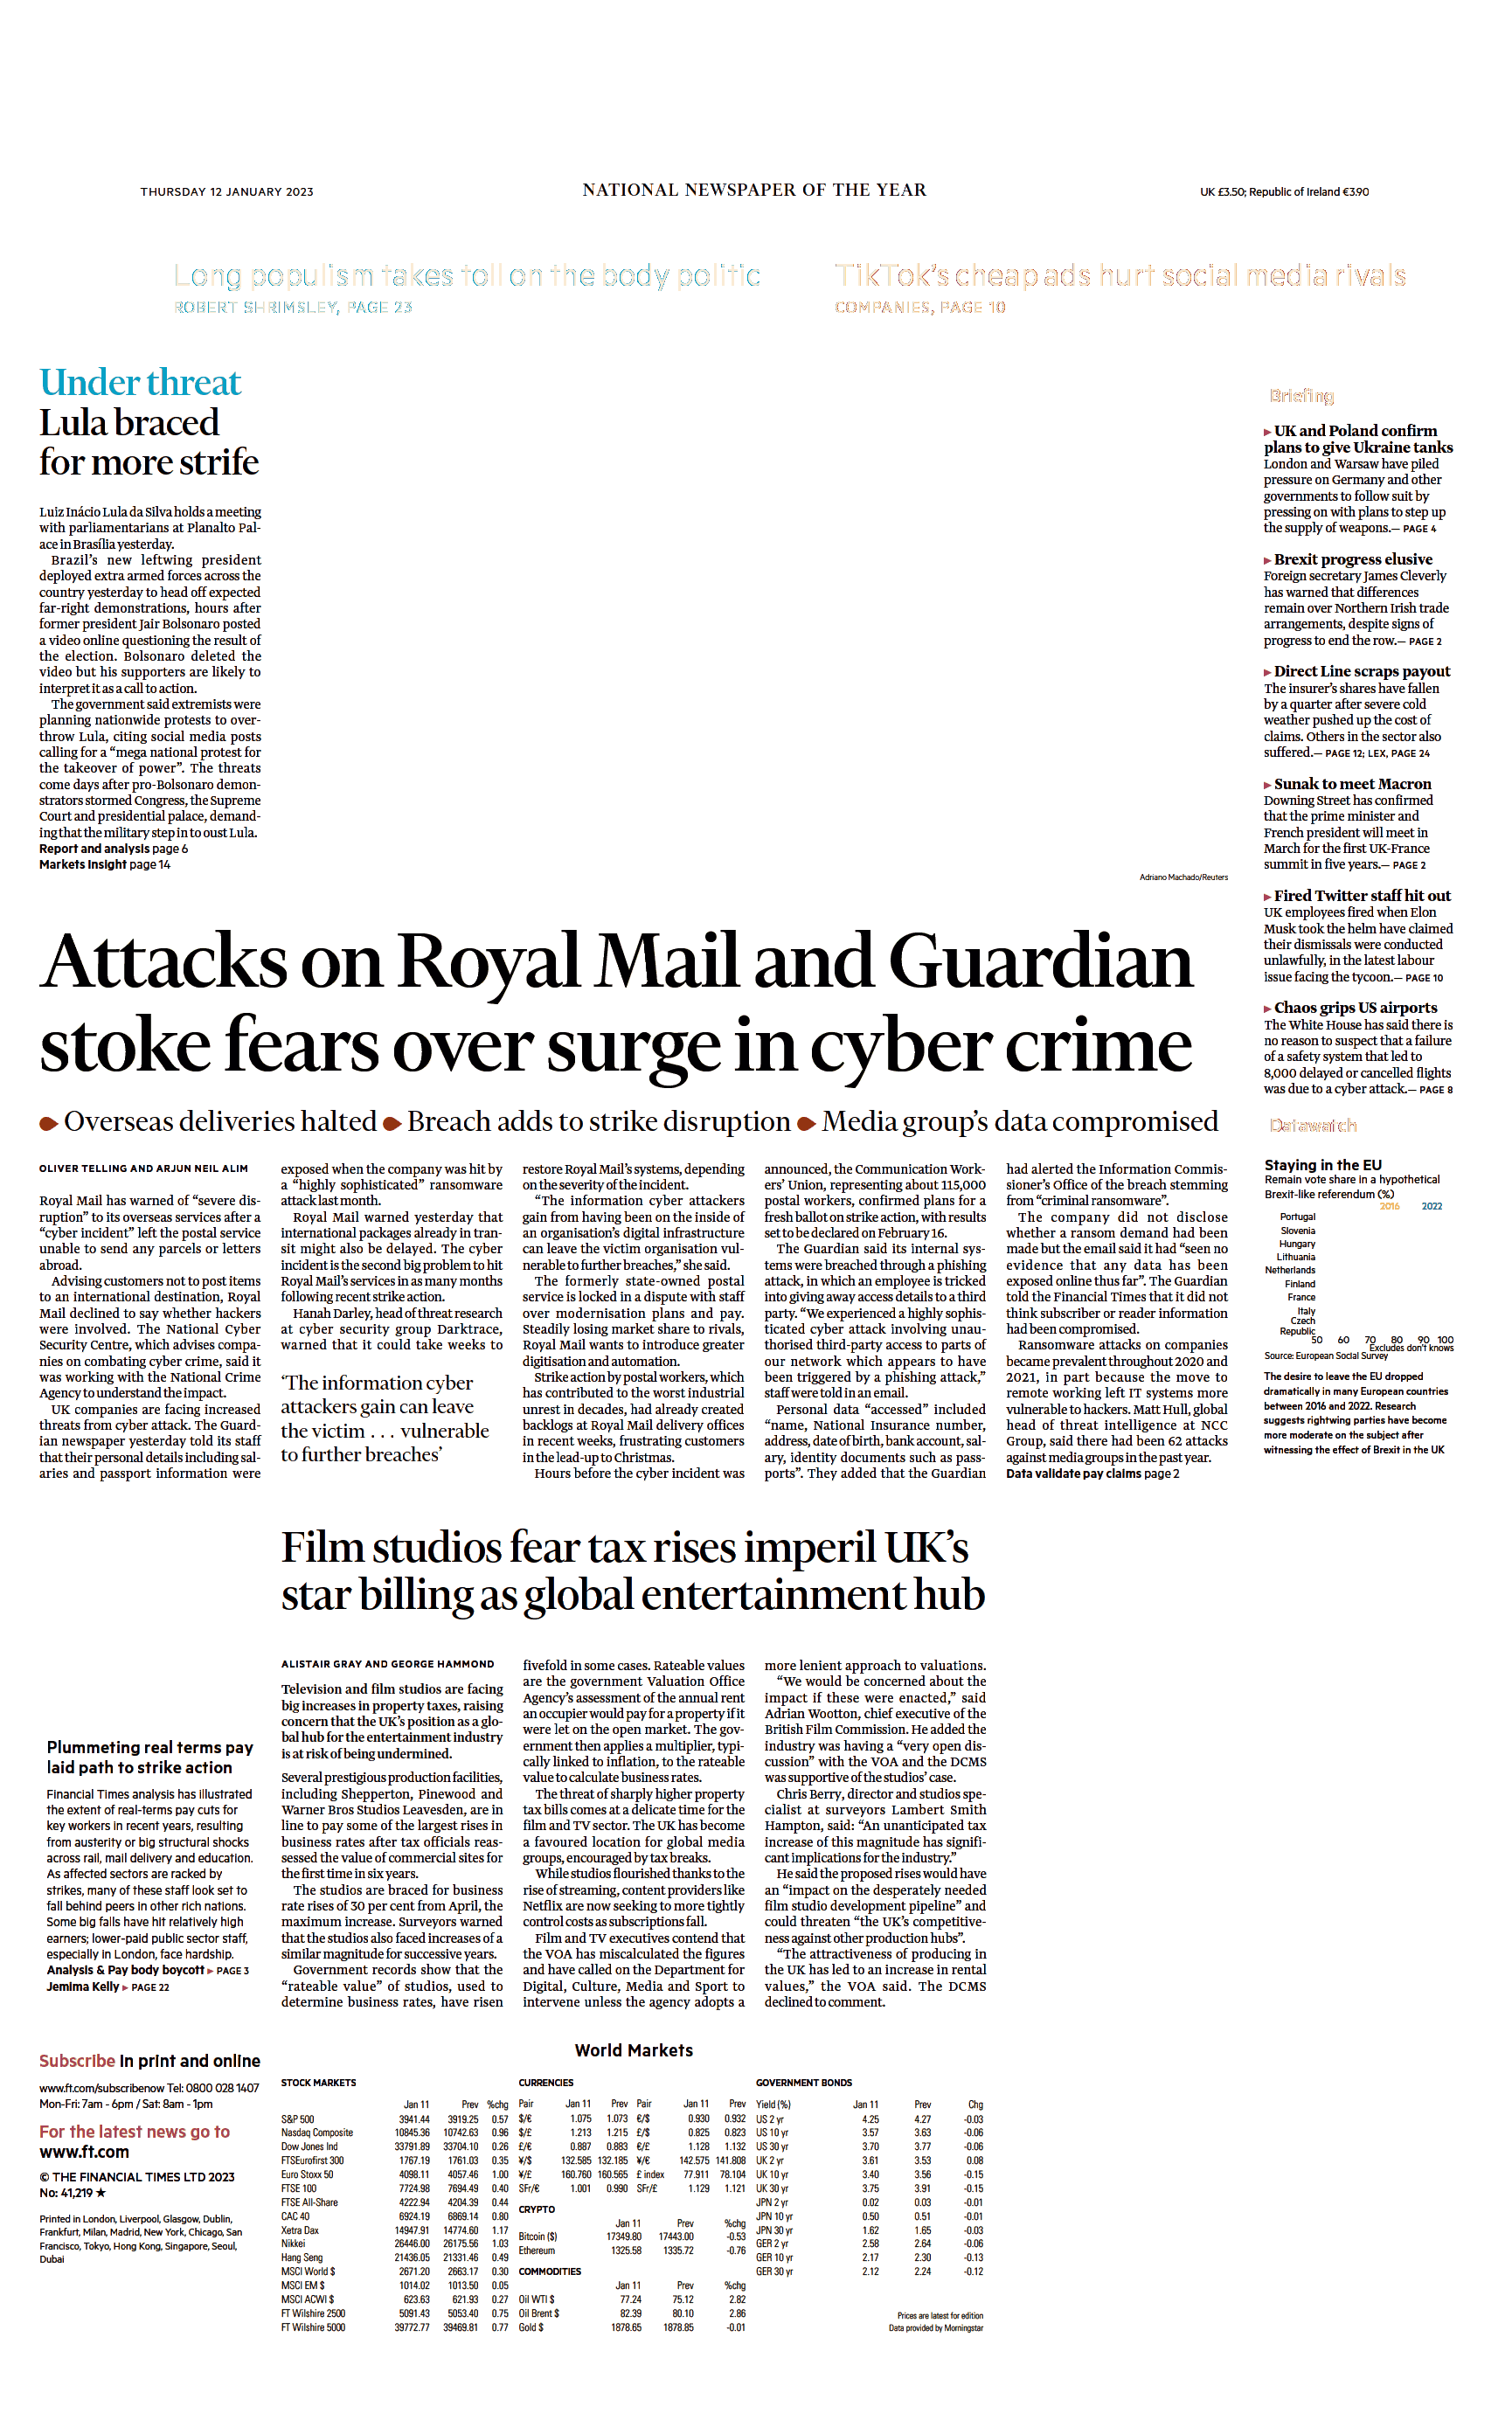 THURSDAY 12 JANUARY 2023
NATIONAL NEWSPAPER OF THE YEAR
UK £3.50; Republic of Ireland €3.90
Long populism takes toll on the body politic
ROBERT SHRIMSLEY, PAGE 23
TikTok's cheap ads hurt social media rivals
COMPANIES, PAGE 10
Under threat
Lula braced
for more strife
Luiz Inácio Lula da Silva holds a meeting
with parliamentarians at Planalto Pal-
ace in Brasília yesterday.
Brazil's new leftwing president
deployed extra armed forces across the
country yesterday to head off expected
far-right demonstrations, hours after
former president Jair Bolsonaro posted
a video online questioning the result of
the election. Bolsonaro deleted the
video but his supporters are likely to
interpret it as a call to action.
The government said extremists were
planning nationwide protests to over-
throw Lula, citing social media posts
calling for a “mega national protest for
the takeover of power”. The threats
come days after pro-Bolsonaro demon-
strators stormed Congress, the Supreme
Court and presidential palace, demand-
ing that the military step in to oust Lula.
Report and analysis page 6
Markets Insight page 14
Adriano Machado/Reuters
Attacks on Royal Mail and Guardian
stoke fears over surge in cyber crime
Overseas deliveries halted Breach adds to strike disruption Media group's data compromised
OLIVER TELLING AND ARJUN NEIL ALIM
Royal Mail has warned of “severe dis-
ruption” to its overseas services after a
“cyber incident” left the postal service
unable to send any parcels or letters
abroad.
Advising customers not to post items
to an international destination, Royal
Mail declined to say whether hackers
were involved. The National Cyber
Security Centre, which advises compa-
nies on combating cyber crime, said it
was working with the National Crime
Agency to understand the impact.
UK companies are facing increased
threats from cyber attack. The Guard-
ian newspaper yesterday told its staff
that their personal details including sal-
aries and passport information were
exposed when the company was hit by
a “highly sophisticated” ransomware
attack last month.
Royal Mail warned yesterday that
international packages already in tran-
sit might also be delayed. The cyber
incident is the second big problem to hit
Royal Mail's services in as many months
following recent strike action.
Hanah Darley, head of threat research
at cyber security group Darktrace,
warned that it could take weeks to
‘The information cyber
attackers gain can leave
the victim . . . vulnerable
to further breaches’
restore Royal Mail's systems, depending
on the severity of the incident.
“The information cyber attackers
gain from having been on the inside of
an organisation's digital infrastructure
can leave the victim organisation vul-
nerable to further breaches,” she said.
The formerly state-owned postal
service is locked in a dispute with staff
over modernisation plans and pay.
Steadily losing market share to rivals,
Royal Mail wants to introduce greater
digitisation and automation.
Strike action by postal workers, which
has contributed to the worst industrial
unrest in decades, had already created
backlogs at Royal Mail delivery offices
in recent weeks, frustrating customers
in the lead-up to Christmas.
Hours before the cyber incident was
announced, the Communication Work-
ers' Union, representing about 115,000
postal workers, confirmed plans for a
fresh ballot on strike action, with results
set to be declared on February 16.
The Guardian said its internal sys-
tems were breached through a phishing
attack, in which an employee is tricked
into giving away access details to a third
party. “We experienced a highly sophis-
ticated cyber attack involving unau-
thorised third-party access to parts of
our network which appears to have
been triggered by a phishing attack,”
staff were told in an email.
Personal data “accessed” included
“name, National Insurance number,
address, date of birth, bank account, sal-
ary, identity documents such as pass-
ports”. They added that the Guardian
had alerted the Information Commis-
sioner's Office of the breach stemming
from “criminal ransomware”.
The company did not disclose
whether a ransom demand had been
made but the email said it had “seen no
evidence that any data has been
exposed online thus far”. The Guardian
told the Financial Times that it did not
think subscriber or reader information
had been compromised.
Ransomware attacks on companies
became prevalent throughout 2020 and
2021, in part because the move to
remote working left IT systems more
vulnerable to hackers. Matt Hull, global
head of threat intelligence at NCC
Group, said there had been 62 attacks
against media groups in the past year.
Data validate pay claims page 2
Briefing
▶ UK and Poland confirm
plans to give Ukraine tanks
London and Warsaw have piled
pressure on Germany and other
governments to follow suit by
pressing on with plans to step up
the supply of weapons.— PAGE 4
▶ Brexit progress elusive
Foreign secretary James Cleverly
has warned that differences
remain over Northern Irish trade
arrangements, despite signs of
progress to end the row.— PAGE 2
▶ Direct Line scraps payout
The insurer's shares have fallen
by a quarter after severe cold
weather pushed up the cost of
claims. Others in the sector also
suffered.— PAGE 12; LEX, PAGE 24
▶ Sunak to meet Macron
Downing Street has confirmed
that the prime minister and
French president will meet in
March for the first UK-France
summit in five years.— PAGE 2
▶ Fired Twitter staff hit out
UK employees fired when Elon
Musk took the helm have claimed
their dismissals were conducted
unlawfully, in the latest labour
issue facing the tycoon.— PAGE 10
▶ Chaos grips US airports
The White House has said there is
no reason to suspect that a failure
of a safety system that led to
8,000 delayed or cancelled flights
was due to a cyber attack.— PAGE 8
Datawatch
Staying in the EU
Remain vote share in a hypothetical
Brexit-like referendum (%)
2016 2022
Portugal
Slovenia
Hungary
Lithuania
Netherlands
Finland
France
Italy
Czech
Republic
50 60 70 80 90 100
Excludes don't knows
Source: European Social Survey
The desire to leave the EU dropped
dramatically in many European countries
between 2016 and 2022. Research
suggests rightwing parties have become
more moderate on the subject after
witnessing the effect of Brexit in the UK
Film studios fear tax rises imperil UK's
star billing as global entertainment hub
ALISTAIR GRAY AND GEORGE HAMMOND
Television and film studios are facing
big increases in property taxes, raising
concern that the UK's position as a glo-
bal hub for the entertainment industry
is at risk of being undermined.
Several prestigious production facilities,
including Shepperton, Pinewood and
Warner Bros Studios Leavesden, are in
line to pay some of the largest rises in
business rates after tax officials reas-
sessed the value of commercial sites for
the first time in six years.
The studios are braced for business
rate rises of 30 per cent from April, the
maximum increase. Surveyors warned
that the studios also faced increases of a
similar magnitude for successive years.
Government records show that the
“rateable value” of studios, used to
determine business rates, have risen
fivefold in some cases. Rateable values
are the government Valuation Office
Agency's assessment of the annual rent
an occupier would pay for a property if it
were let on the open market. The gov-
ernment then applies a multiplier, typi-
cally linked to inflation, to the rateable
value to calculate business rates.
The threat of sharply higher property
tax bills comes at a delicate time for the
film and TV sector. The UK has become
a favoured location for global media
groups, encouraged by tax breaks.
While studios flourished thanks to the
rise of streaming, content providers like
Netflix are now seeking to more tightly
control costs as subscriptions fall.
Film and TV executives contend that
the VOA has miscalculated the figures
and have called on the Department for
Digital, Culture, Media and Sport to
intervene unless the agency adopts a
more lenient approach to valuations.
“We would be concerned about the
impact if these were enacted,” said
Adrian Wootton, chief executive of the
British Film Commission. He added the
industry was having a “very open dis-
cussion” with the VOA and the DCMS
was supportive of the studios' case.
Chris Berry, director and studios spe-
cialist at surveyors Lambert Smith
Hampton, said: “An unanticipated tax
increase of this magnitude has signifi-
cant implications for the industry.”
He said the proposed rises would have
an “impact on the desperately needed
film studio development pipeline” and
could threaten “the UK's competitive-
ness against other production hubs”.
“The attractiveness of producing in
the UK has led to an increase in rental
values,” the VOA said. The DCMS
declined to comment.
Plummeting real terms pay
laid path to strike action
Financial Times analysis has illustrated
the extent of real-terms pay cuts for
key workers in recent years, resulting
from austerity or big structural shocks
across rail, mail delivery and education.
As affected sectors are racked by
strikes, many of these staff look set to
fall behind peers in other rich nations.
Some big falls have hit relatively high
earners; lower-paid public sector staff,
especially in London, face hardship.
Analysis & Pay body boycott ▶ PAGE 3
Jemima Kelly ▶ PAGE 22
Subscribe In print and online
www.ft.com/subscribenow Tel: 0800 028 1407
Mon-Fri: 7am - 6pm / Sat: 8am - 1pm
For the latest news go to
www.ft.com
© THE FINANCIAL TIMES LTD 2023
No: 41,219 ★
Printed in London, Liverpool, Glasgow, Dublin,
Frankfurt, Milan, Madrid, New York, Chicago, San
Francisco, Tokyo, Hong Kong, Singapore, Seoul,
Dubai
World Markets
STOCK MARKETS
Jan 11 Prev %chg
S&P 500 3941.44 3919.25 0.57
Nasdaq Composite 10845.36 10742.63 0.96
Dow Jones Ind 33791.89 33704.10 0.26
FTSEurofirst 300 1767.19 1761.03 0.35
Euro Stoxx 50 4098.11 4057.46 1.00
FTSE 100 7724.98 7694.49 0.40
FTSE All-Share 4222.94 4204.39 0.44
CAC 40 6924.19 6869.14 0.80
Xetra Dax 14947.91 14774.60 1.17
Nikkei 26446.00 26175.56 1.03
Hang Seng 21436.05 21331.46 0.49
MSCI World $ 2671.20 2663.17 0.30
MSCI EM $ 1014.02 1013.50 0.05
MSCI ACWI $ 623.63 621.93 0.27
FT Wilshire 2500 5091.43 5053.40 0.75
FT Wilshire 5000 39772.77 39469.81 0.77
CURRENCIES
Pair Jan 11 Prev Pair Jan 11 Prev
$/€ 1.075 1.073 €/$ 0.930 0.932
$/£ 1.213 1.215 £/$ 0.825 0.823
£/€ 0.887 0.883 €/£ 1.128 1.132
¥/$ 132.585 132.185 ¥/€ 142.575 141.808
¥/£ 160.760 160.565 £ index 77.911 78.104
SFr/€ 1.001 0.990 SFr/£ 1.129 1.121
CRYPTO
Jan 11 Prev %chg
Bitcoin ($) 17349.80 17443.00 -0.53
Ethereum 1325.58 1335.72 -0.76
COMMODITIES
Jan 11 Prev %chg
Oil WTI $ 77.24 75.12 2.82
Oil Brent $ 82.39 80.10 2.86
Gold $ 1878.65 1878.85 -0.01
GOVERNMENT BONDS
Yield (%) Jan 11 Prev Chg
US 2 yr 4.25 4.27 -0.03
US 10 yr 3.57 3.63 -0.06
US 30 yr 3.70 3.77 -0.06
UK 2 yr 3.61 3.53 0.08
UK 10 yr 3.40 3.56 -0.15
UK 30 yr 3.75 3.91 -0.15
JPN 2 yr 0.02 0.03 -0.01
JPN 10 yr 0.50 0.51 -0.01
JPN 30 yr 1.62 1.65 -0.03
GER 2 yr 2.58 2.64 -0.06
GER 10 yr 2.17 2.30 -0.13
GER 30 yr 2.12 2.24 -0.12
Prices are latest for edition
Data provided by Morningstar